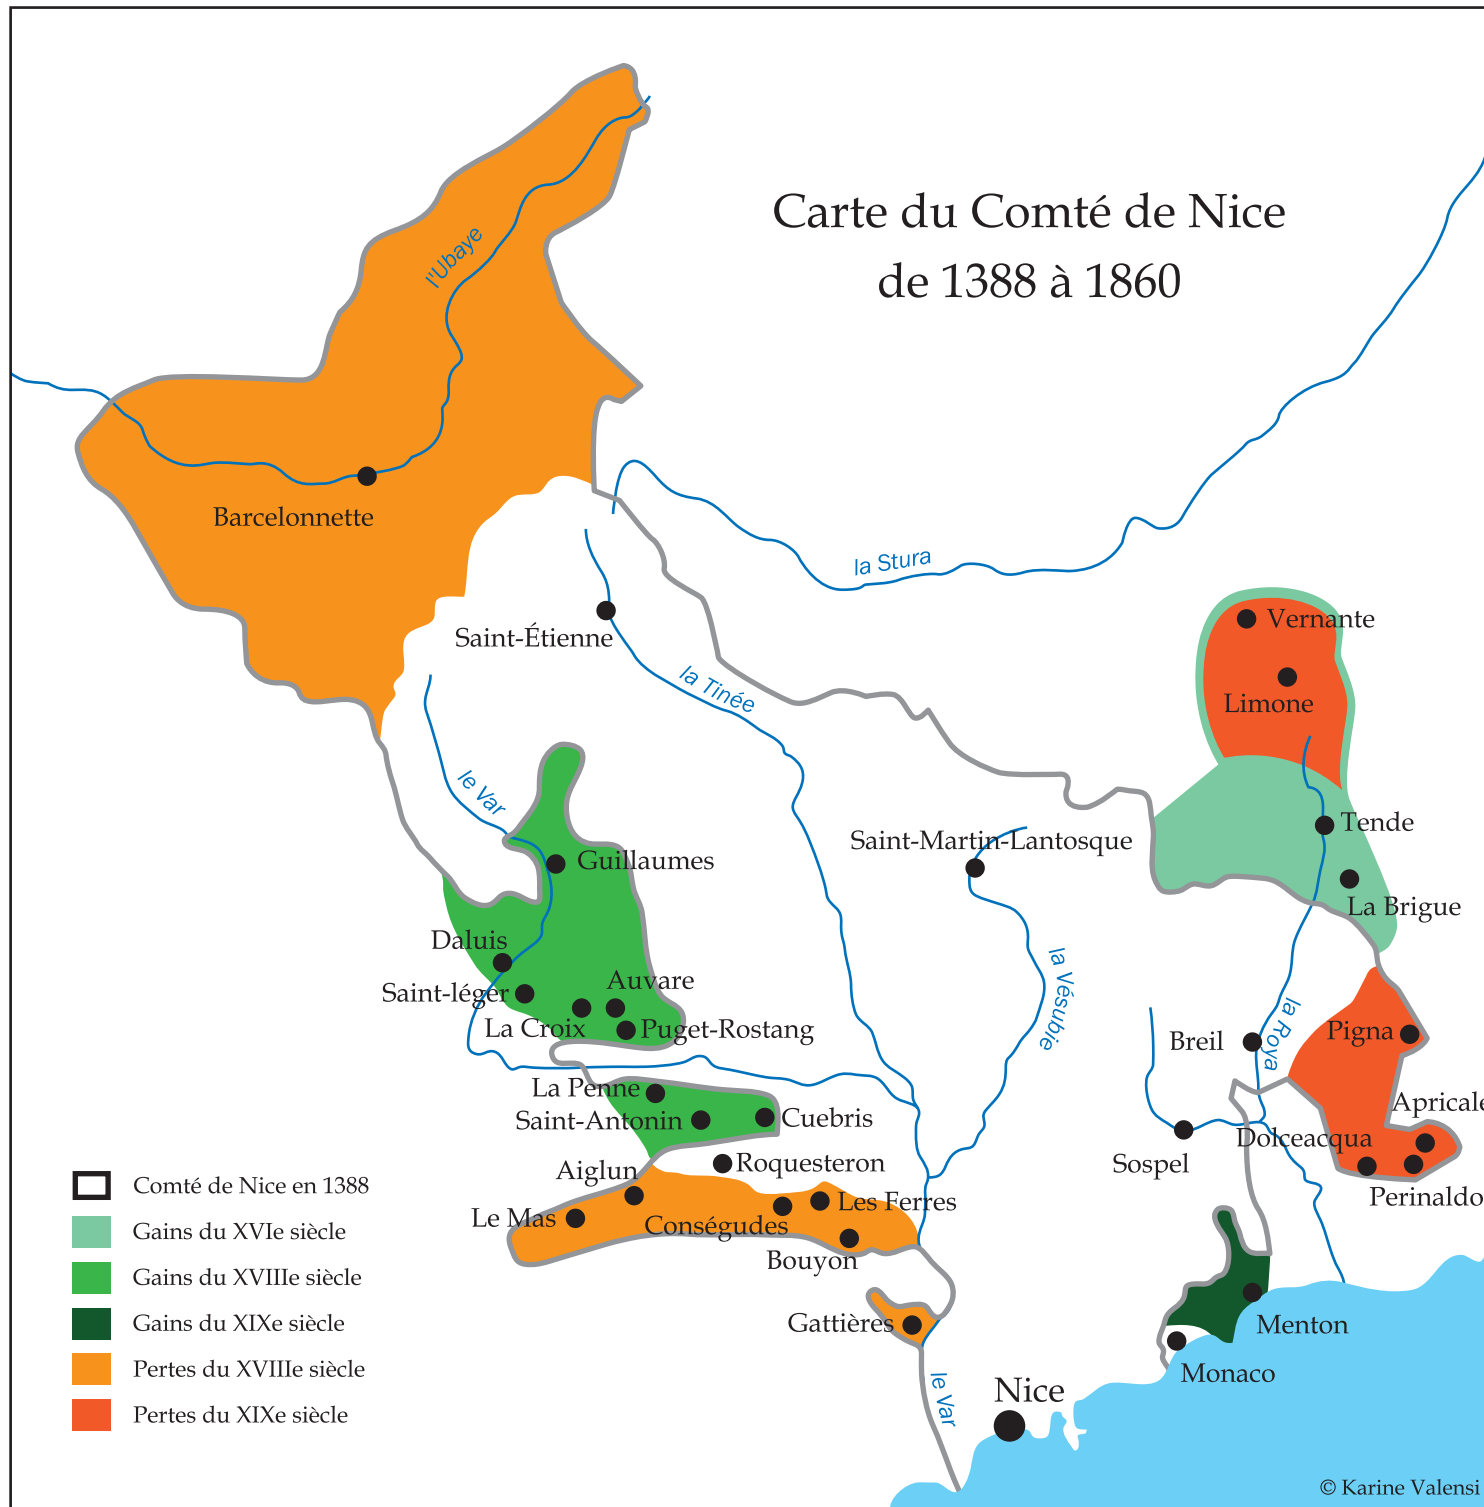 Carte du Comté de Nice
de 1388 à 1860
l'Ubaye
Barcelonnette
la Stura
Saint-Étienne
la Tinée
Vernante
Limone
le Var
Tende
Saint-Martin-Lantosque
Guillaumes
La Brigue
Daluis
Saint-léger
Auvare
La Croix
Puget-Rostang
la Vésubie
la Roya
Breil
Pigna
La Penne
Saint-Antonin
Cuebris
Apricale
Dolceacqua
Sospel
Perinaldo
Aiglun
Roquesteron
Le Mas
Conségudes
Les Ferres
Bouyon
Gattières
Menton
Monaco
le Var
Nice
Comté de Nice en 1388
Gains du XVIe siècle
Gains du XVIIIe siècle
Gains du XIXe siècle
Pertes du XVIIIe siècle
Pertes du XIXe siècle
© Karine Valensi